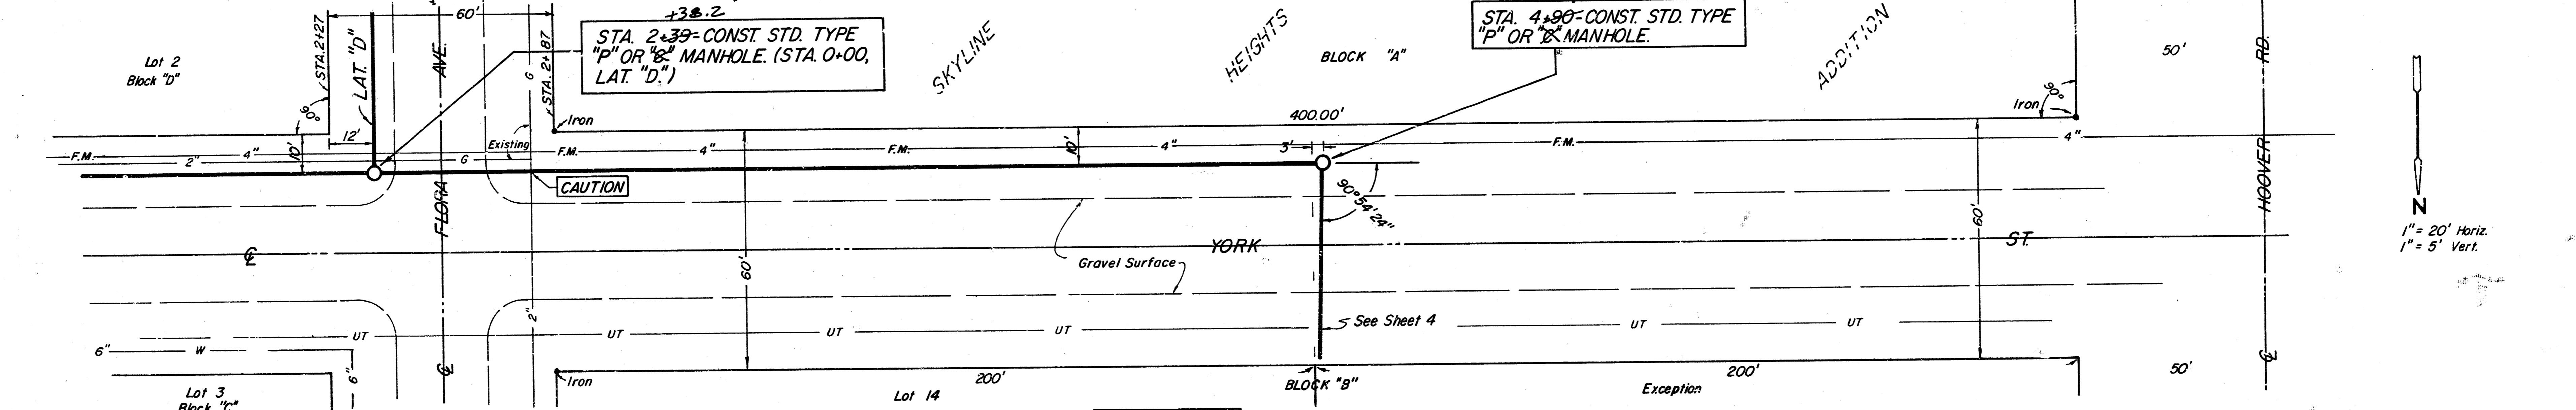 60'
+38.2
STA. 2+39-CONST. STD. TYPE
"P" OR "C" MANHOLE. (STA. 0+00,
LAT. "D.")
STA. 4+90-CONST. STD. TYPE
"P" OR "C" MANHOLE.
SKYLINE
HEIGHTS
BLOCK "A"
ADDITION
50'
RD.
Lot 2
Block "D"
STA. 2+27
LAT. "D"
AVE.
G
STA. 2+87
90°
12'
10'
Iron
400.00'
Iron
90°
Existing
F.M.
2"
4"
G
F.M.
4"
F.M.
10'
4"
3'
F.M.
4"
CAUTION
FLORA
90°54'24"
HOOVER
N
1" = 20' Horiz.
1" = 5' Vert.
℄
60'
Gravel Surface
YORK
ST.
60'
2"
UT
UT
UT
UT
See Sheet 4
UT
UT
6"
W
6"
℄
Iron
200'
Lot 14
BLOCK "B"
200'
Exception
℄
50'
Lot 3
Block "C"